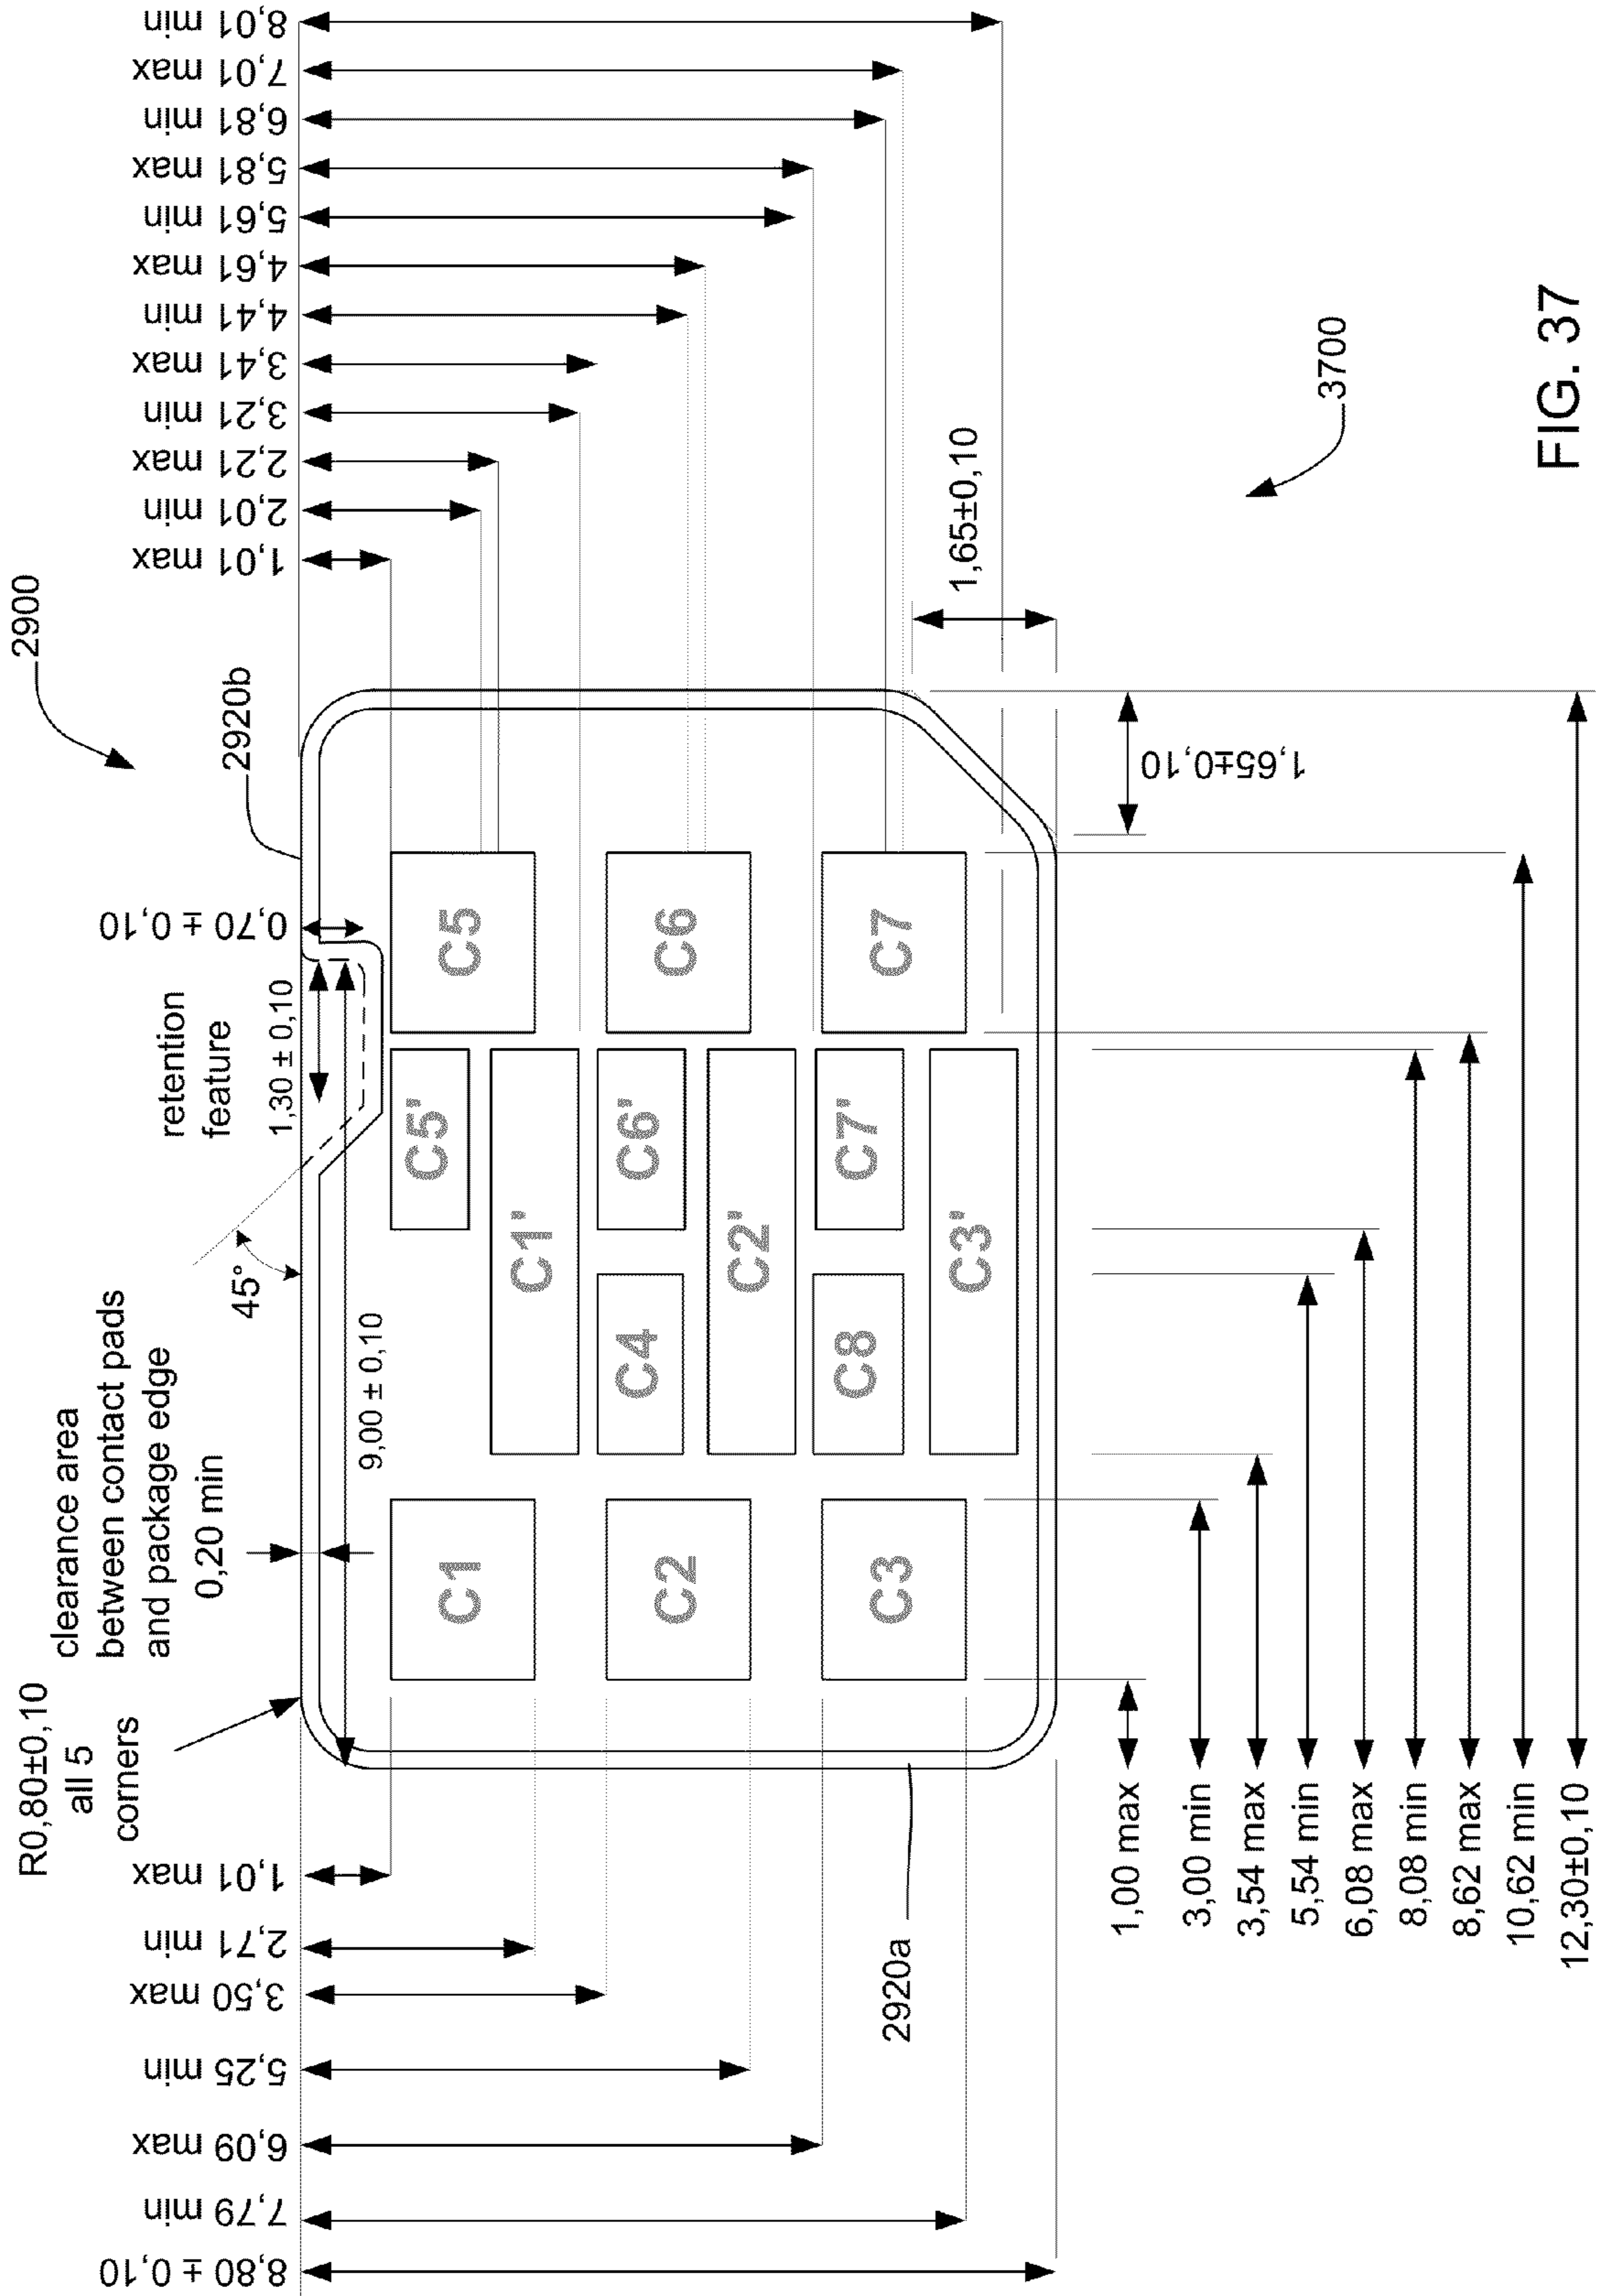 2900
2920b
8,01 min
7,01 max
6,81 min
5,81 max
5,61 min
4,61 max
4,41 min
3,41 max
3,21 min
2,21 max
2,01 min
1,01 max
0,70 ± 0,10
retention
feature
1,30 ± 0,10
45°
9,00 ± 0,10
clearance area
between contact pads
and package edge
0,20 min
R0,80±0,10
all 5
corners
1,01 max
2,71 min
3,50 max
5,25 min
6,09 max
7,79 min
8,80 ± 0,10
C5
C6
C7
C5'
C1'
C6'
C2'
C7'
C3'
C4
C8
C1
C2
C3
2920a
1,65±0,10
1,65±0,10
1,00 max
3,00 min
3,54 max
5,54 min
6,08 max
8,08 min
8,62 max
10,62 min
12,30±0,10
3700
FIG. 37